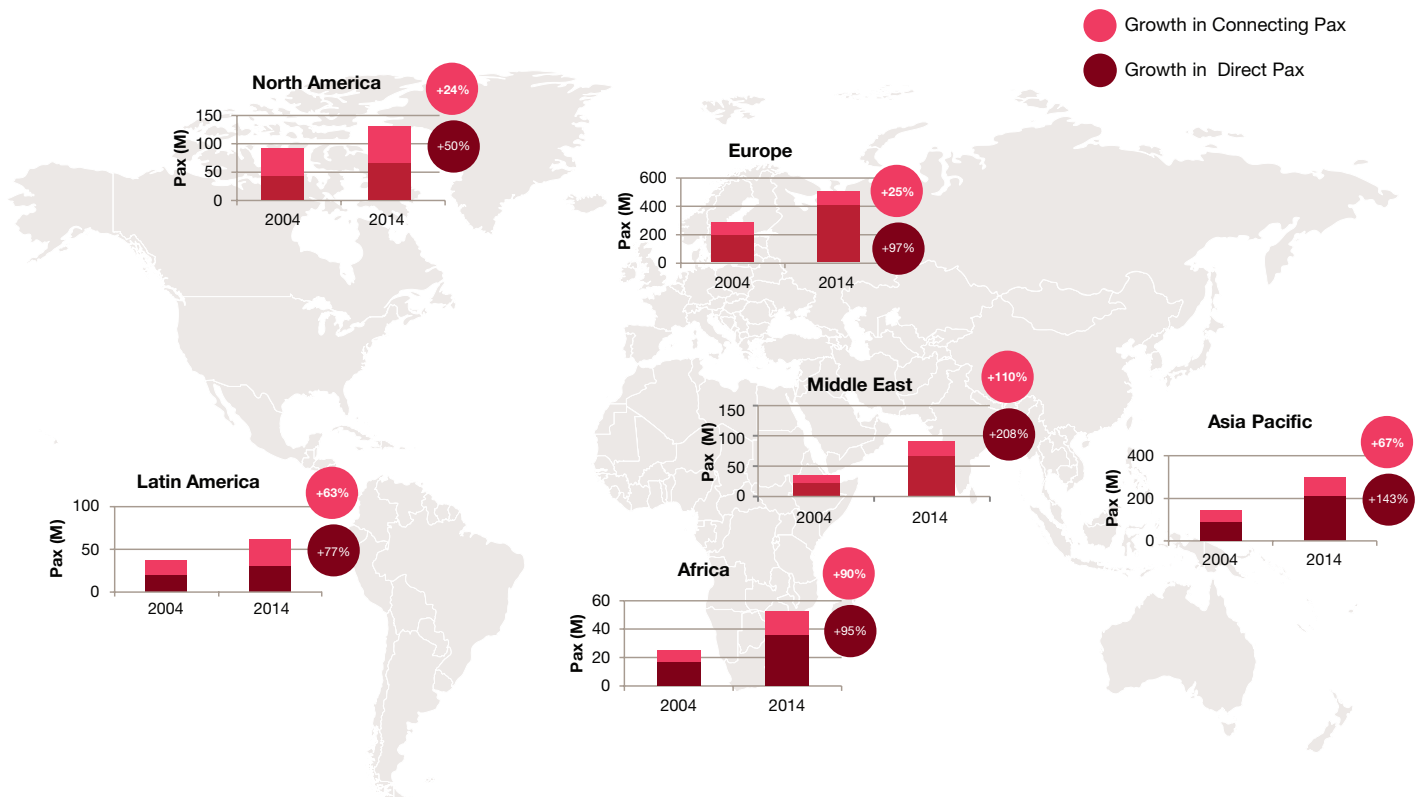 Growth in Connecting Pax
Growth in Direct Pax
North America
+24%
+50%
Pax (M)
150
100
50
0
2004 2014
Europe
+25%
+97%
Pax (M)
600
400
200
0
2004 2014
Middle East
+110%
+208%
Pax (M)
150
100
50
0
2004 2014
Asia Pacific
+67%
+143%
Pax (M)
400
200
0
2004 2014
Latin America
+63%
+77%
Pax (M)
100
50
0
2004 2014
Africa
+90%
+95%
Pax (M)
60
40
20
0
2004 2014